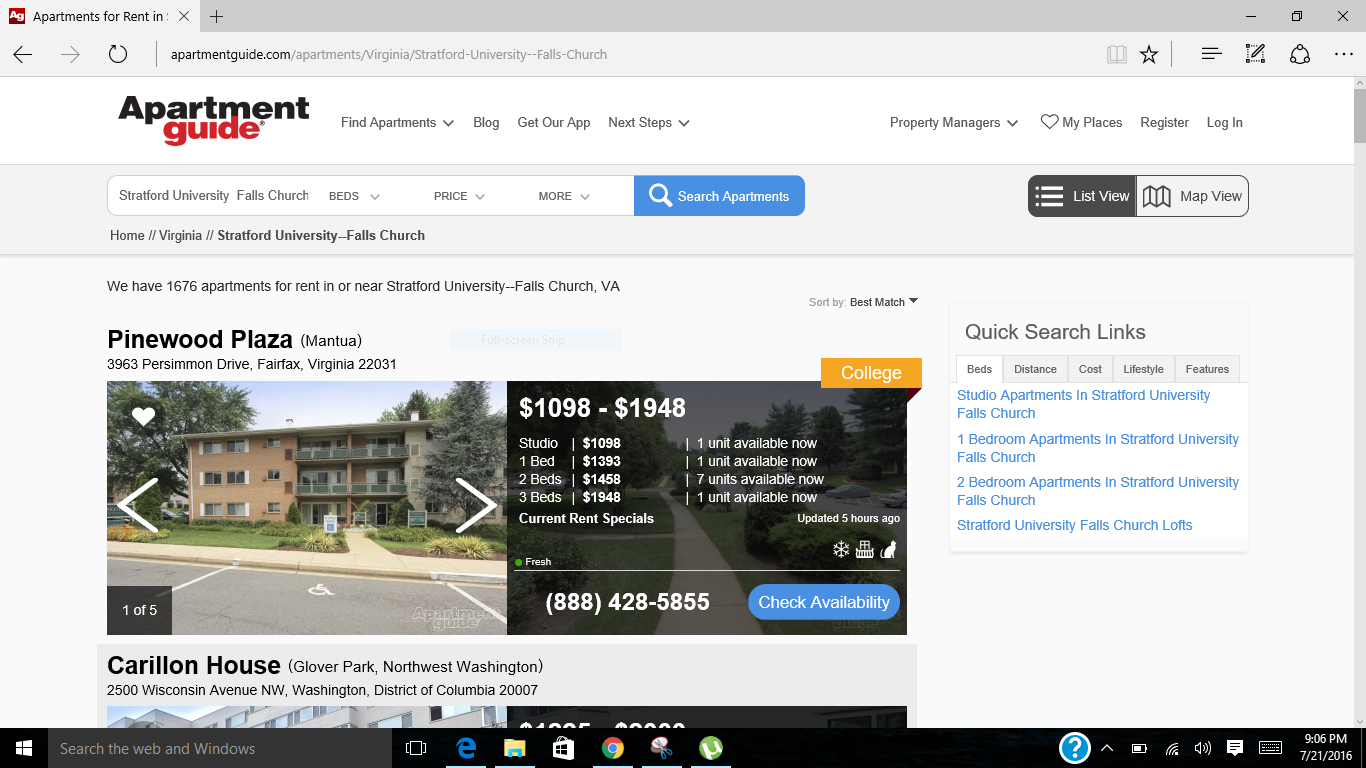 Apartments for Rent in
apartmentguide.com/apartments/Virginia/Stratford-University--Falls-Church
Apartment
guide®
Find Apartments
Blog
Get Our App
Next Steps
Property Managers
My Places
Register
Log In
Stratford University Falls Church
BEDS
PRICE
MORE
Search Apartments
List View
Map View
Home // Virginia // Stratford University--Falls Church
We have 1676 apartments for rent in or near Stratford University--Falls Church, VA
Sort by: Best Match
Pinewood Plaza (Mantua)
Full-screen Snip
3963 Persimmon Drive, Fairfax, Virginia 22031
College
$1098 - $1948
Studio | $1098 | 1 unit available now
1 Bed | $1393 | 1 unit available now
2 Beds | $1458 | 7 units available now
3 Beds | $1948 | 1 unit available now
Current Rent Specials
Updated 5 hours ago
Fresh
(888) 428-5855
Check Availability
1 of 5
Apartment
guide
Carillon House (Glover Park, Northwest Washington)
2500 Wisconsin Avenue NW, Washington, District of Columbia 20007
Quick Search Links
Beds
Distance
Cost
Lifestyle
Features
Studio Apartments In Stratford University
Falls Church
1 Bedroom Apartments In Stratford University
Falls Church
2 Bedroom Apartments In Stratford University
Falls Church
Stratford University Falls Church Lofts
Search the web and Windows
9:06 PM
7/21/2016